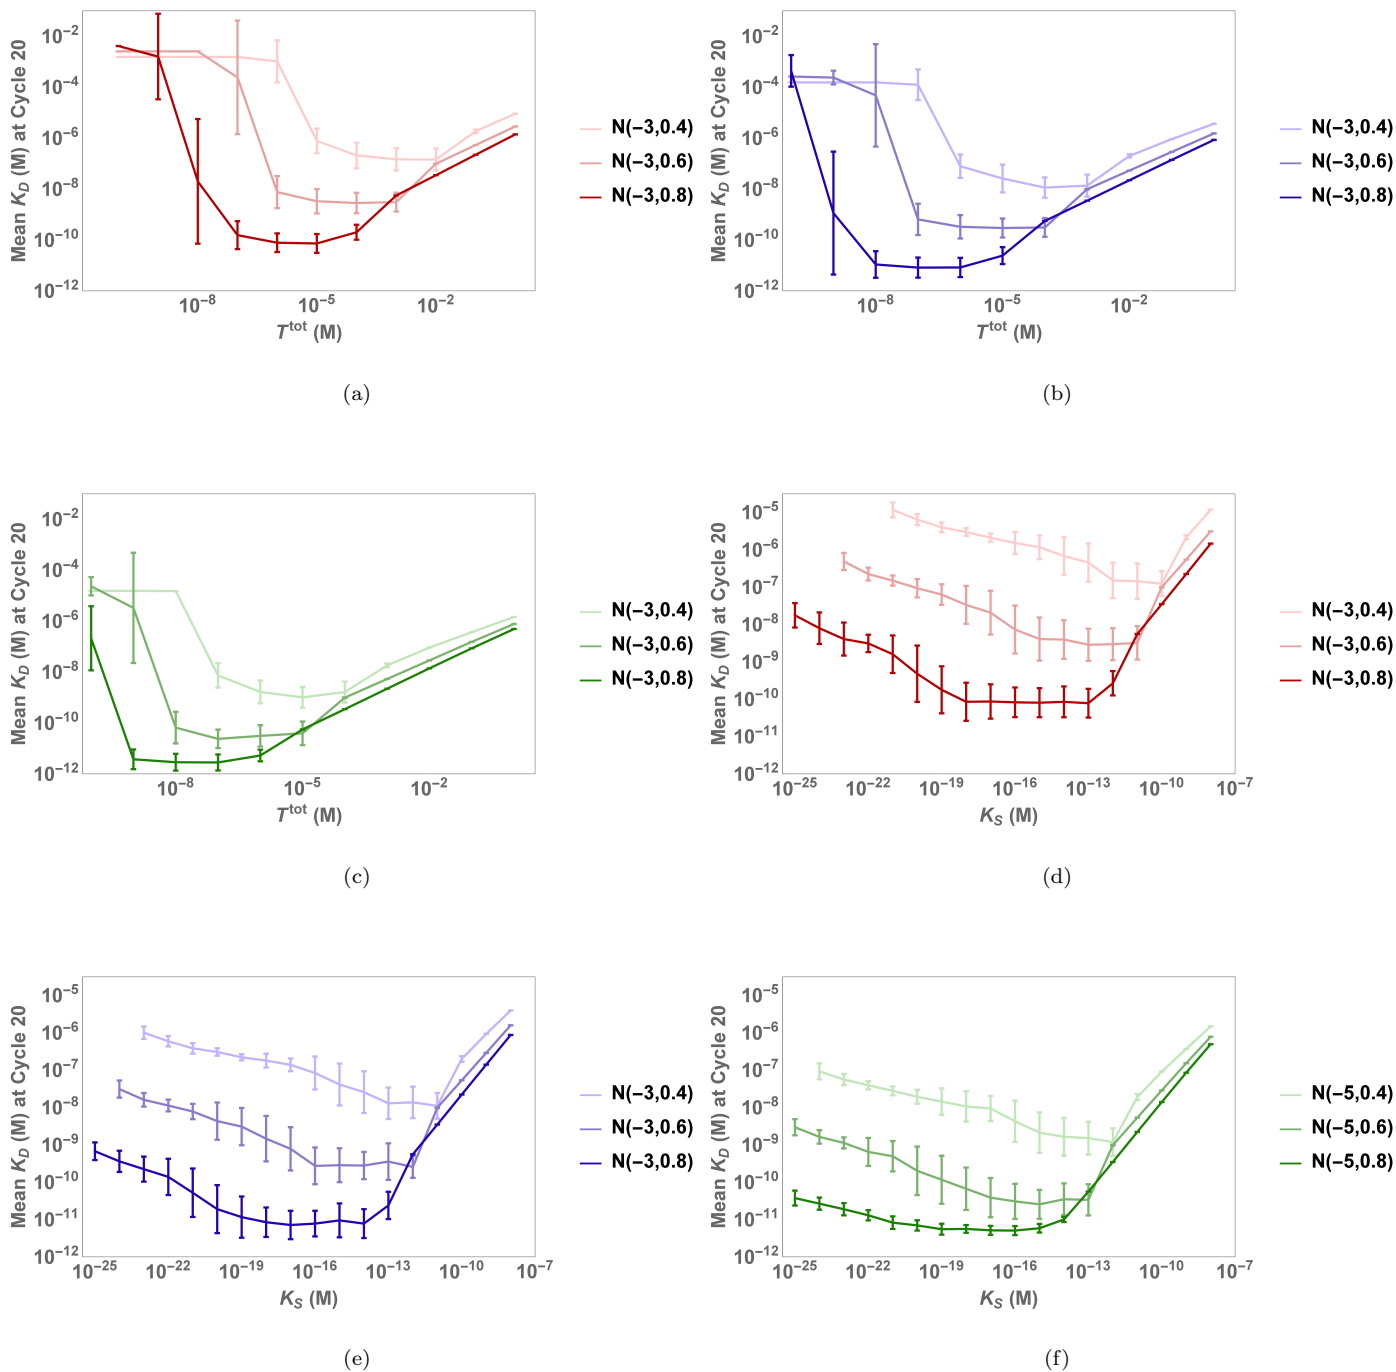 Mean K_D (M) at Cycle 20
10⁻²
10⁻⁴
10⁻⁶
10⁻⁸
10⁻¹⁰
10⁻¹²
10⁻⁸ 10⁻⁵ 10⁻²
T^tot (M)
N(−3,0.4)
N(−3,0.6)
N(−3,0.8)
(a)
Mean K_D (M) at Cycle 20
10⁻²
10⁻⁴
10⁻⁶
10⁻⁸
10⁻¹⁰
10⁻¹²
10⁻⁸ 10⁻⁵ 10⁻²
T^tot (M)
N(−3,0.4)
N(−3,0.6)
N(−3,0.8)
(b)
Mean K_D (M) at Cycle 20
10⁻²
10⁻⁴
10⁻⁶
10⁻⁸
10⁻¹⁰
10⁻¹²
10⁻⁸ 10⁻⁵ 10⁻²
T^tot (M)
N(−3,0.4)
N(−3,0.6)
N(−3,0.8)
(c)
Mean K_D (M) at Cycle 20
10⁻⁵
10⁻⁶
10⁻⁷
10⁻⁸
10⁻⁹
10⁻¹⁰
10⁻¹¹
10⁻¹²
10⁻²⁵ 10⁻²² 10⁻¹⁹ 10⁻¹⁶ 10⁻¹³ 10⁻¹⁰ 10⁻⁷
K_S (M)
N(−3,0.4)
N(−3,0.6)
N(−3,0.8)
(d)
Mean K_D (M) at Cycle 20
10⁻⁵
10⁻⁶
10⁻⁷
10⁻⁸
10⁻⁹
10⁻¹⁰
10⁻¹¹
10⁻¹²
10⁻²⁵ 10⁻²² 10⁻¹⁹ 10⁻¹⁶ 10⁻¹³ 10⁻¹⁰ 10⁻⁷
K_S (M)
N(−3,0.4)
N(−3,0.6)
N(−3,0.8)
(e)
Mean K_D (M) at Cycle 20
10⁻⁵
10⁻⁶
10⁻⁷
10⁻⁸
10⁻⁹
10⁻¹⁰
10⁻¹¹
10⁻¹²
10⁻²⁵ 10⁻²² 10⁻¹⁹ 10⁻¹⁶ 10⁻¹³ 10⁻¹⁰ 10⁻⁷
K_S (M)
N(−5,0.4)
N(−5,0.6)
N(−5,0.8)
(f)